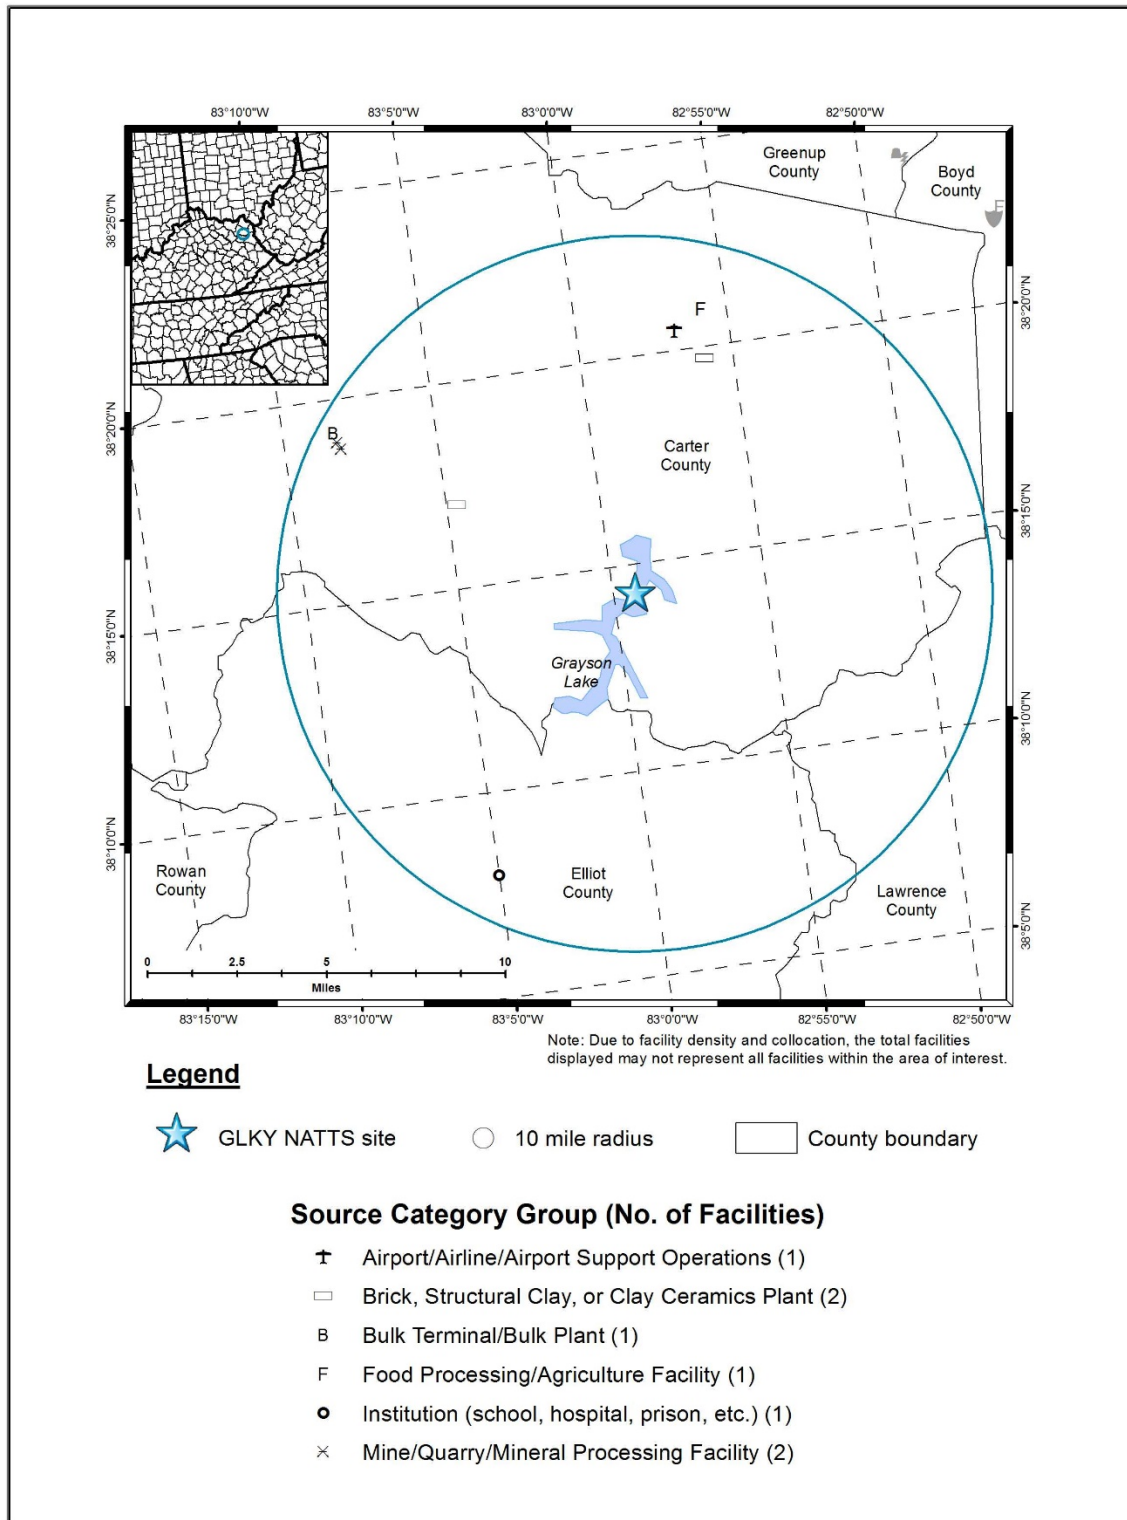 83°10'0"W
83°5'0"W
83°0'0"W
82°55'0"W
82°50'0"W
Greenup
County
Boyd
County
F
38°25'0"N
38°20'0"N
F
B
Carter
County
38°20'0"N
38°15'0"N
38°15'0"N
Grayson
Lake
38°10'0"N
38°10'0"N
Rowan
County
Elliot
County
Lawrence
County
38°5'0"N
0
2.5
5
10
Miles
83°15'0"W
83°10'0"W
83°5'0"W
83°0'0"W
82°55'0"W
82°50'0"W
Note: Due to facility density and collocation, the total facilities
displayed may not represent all facilities within the area of interest.
Legend
GLKY NATTS site
10 mile radius
County boundary
Source Category Group (No. of Facilities)
Airport/Airline/Airport Support Operations (1)
Brick, Structural Clay, or Clay Ceramics Plant (2)
B Bulk Terminal/Bulk Plant (1)
F Food Processing/Agriculture Facility (1)
Institution (school, hospital, prison, etc.) (1)
Mine/Quarry/Mineral Processing Facility (2)